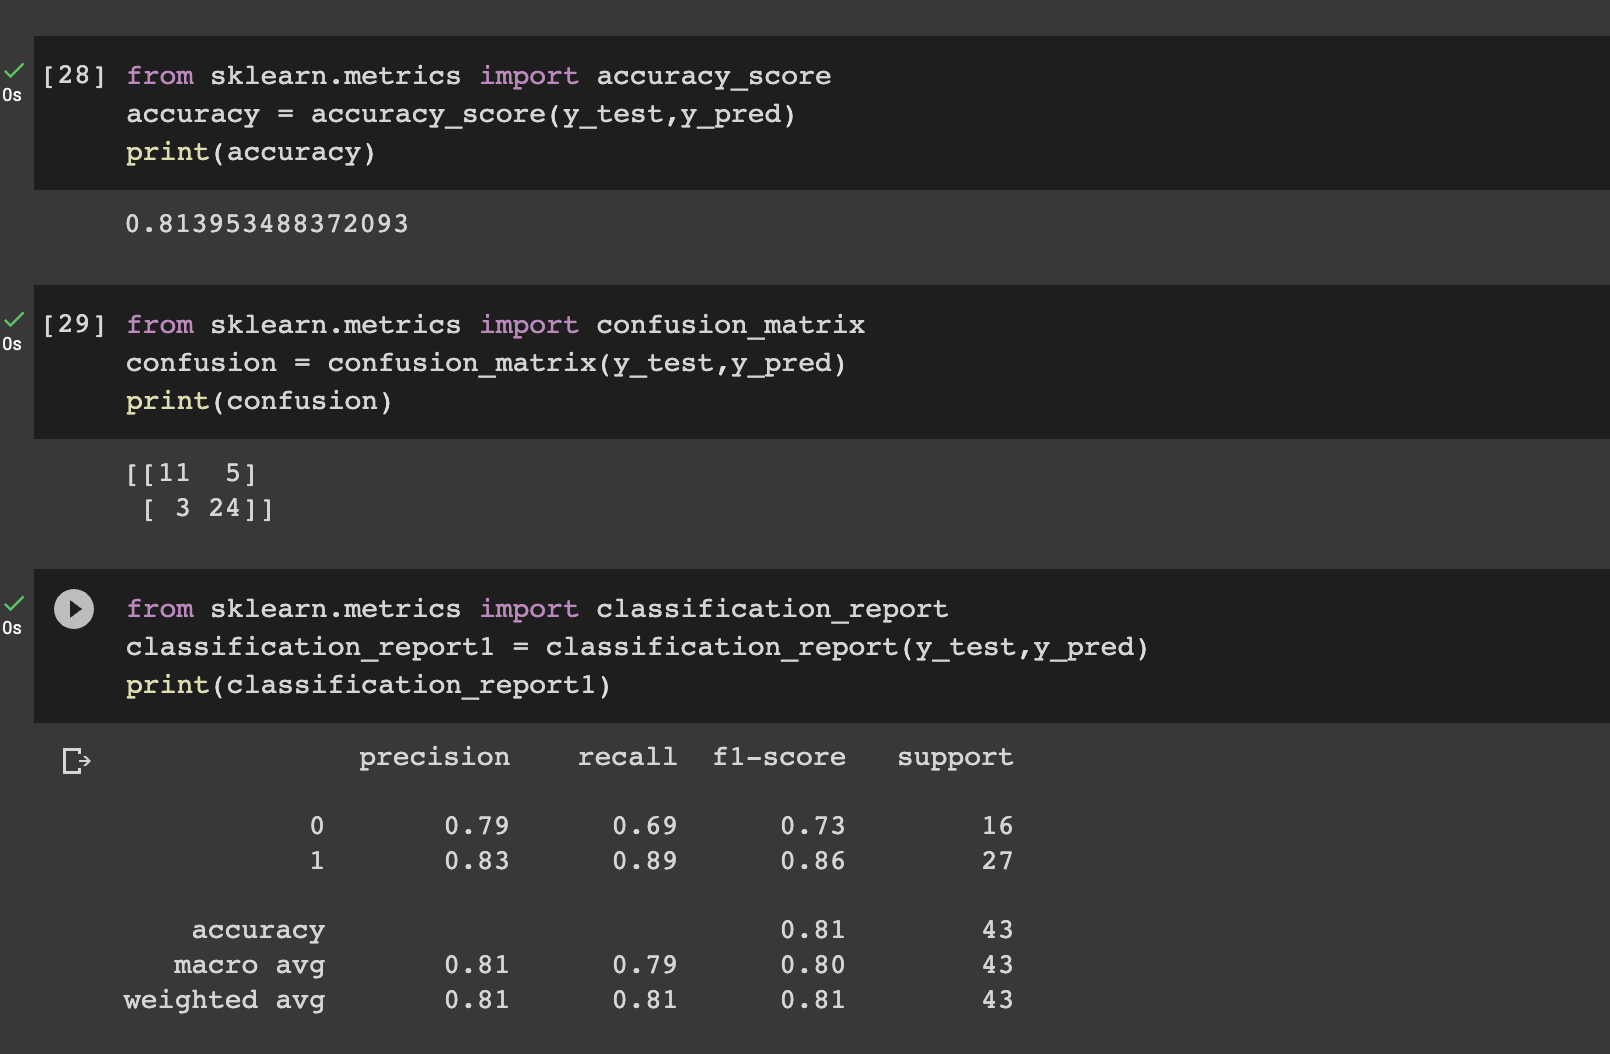 [28] from sklearn.metrics import accuracy_score
0s
accuracy = accuracy_score(y_test,y_pred)
print(accuracy)
0.813953488372093
[29] from sklearn.metrics import confusion_matrix
0s
confusion = confusion_matrix(y_test,y_pred)
print(confusion)
[[11  5]
 [ 3 24]]
from sklearn.metrics import classification_report
0s
classification_report1 = classification_report(y_test,y_pred)
print(classification_report1)
precision recall f1-score support
0 0.79 0.69 0.73 16
1 0.83 0.89 0.86 27
accuracy 0.81 43
macro avg 0.81 0.79 0.80 43
weighted avg 0.81 0.81 0.81 43